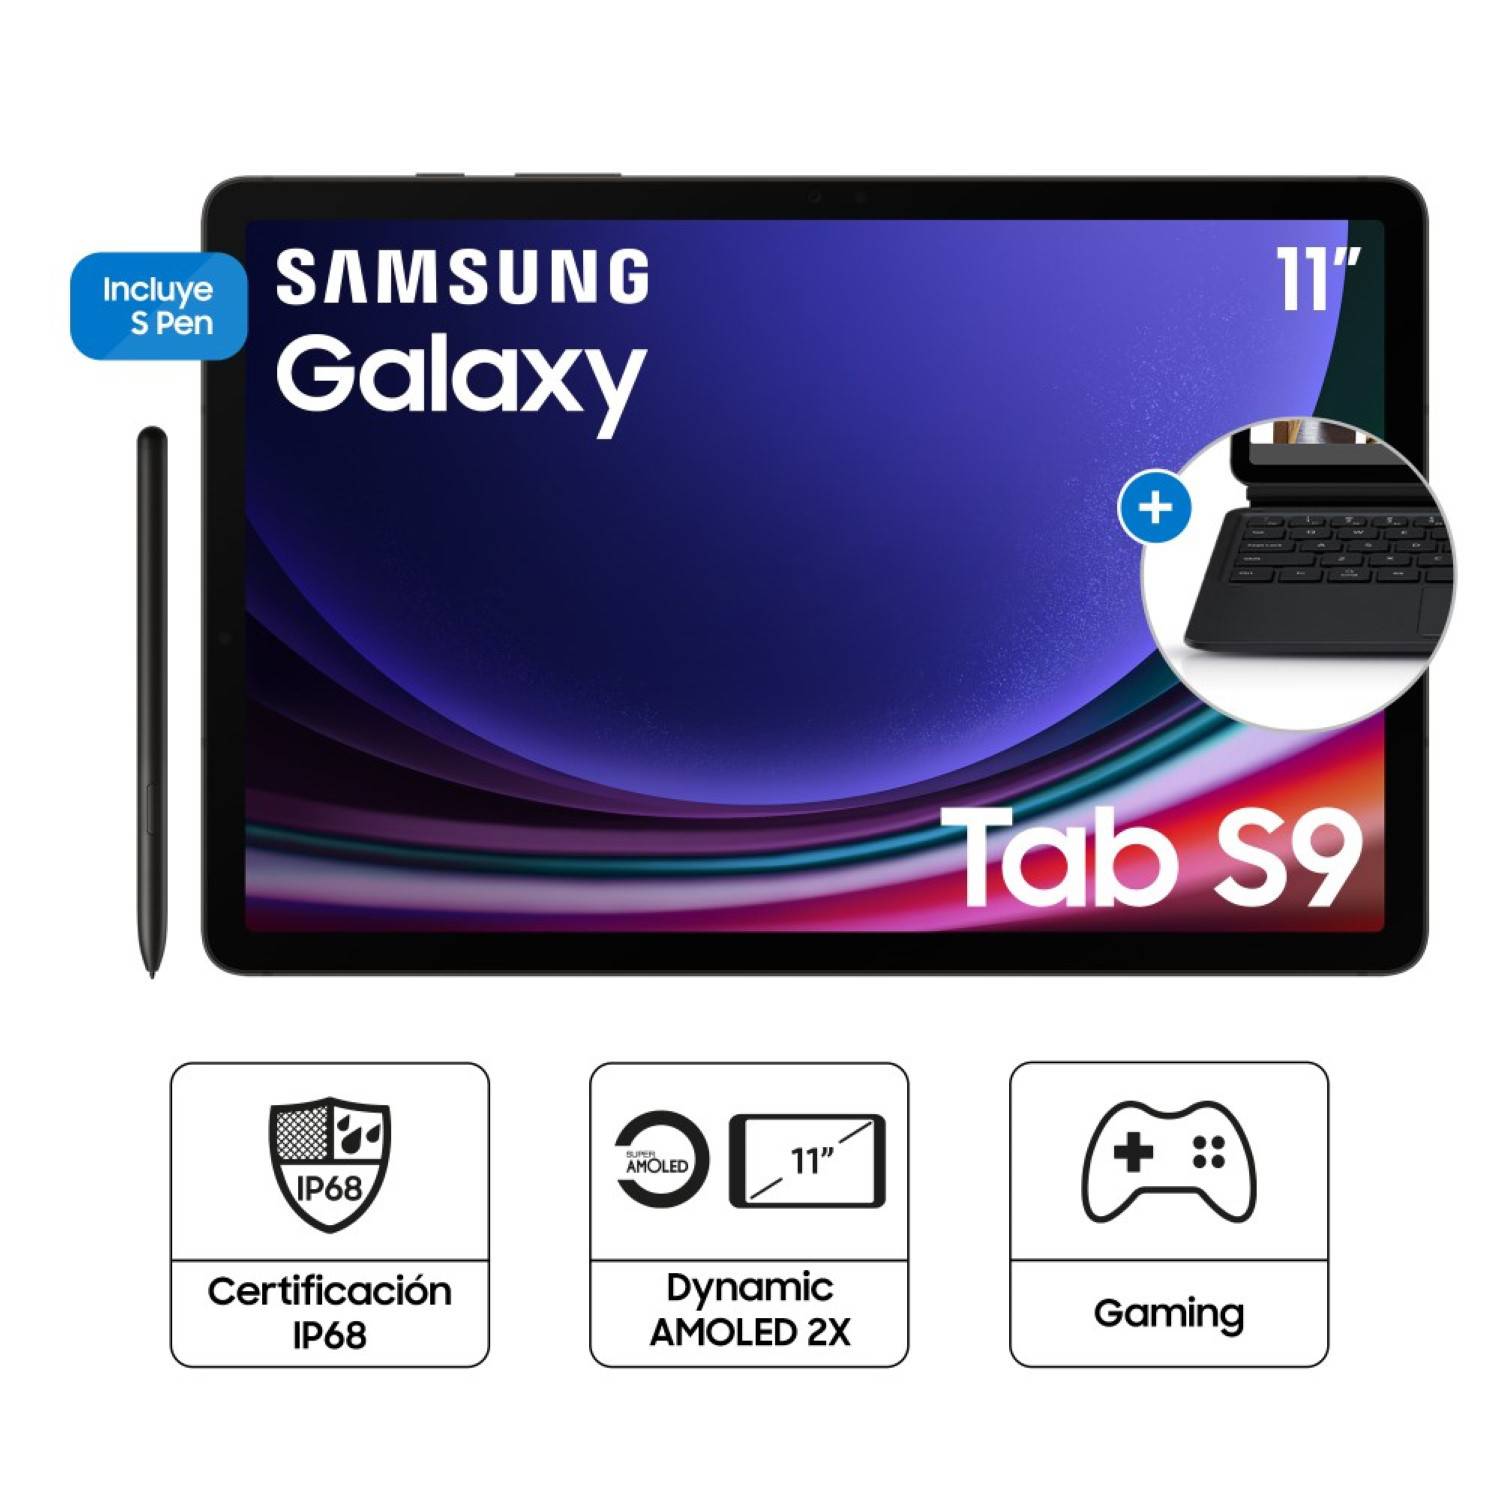 SAMSUNG
Galaxy
11”
Incluye
S Pen
Tab S9
IP68
SUPER
AMOLED
11”
Certificación
IP68
Dynamic
AMOLED 2X
Gaming